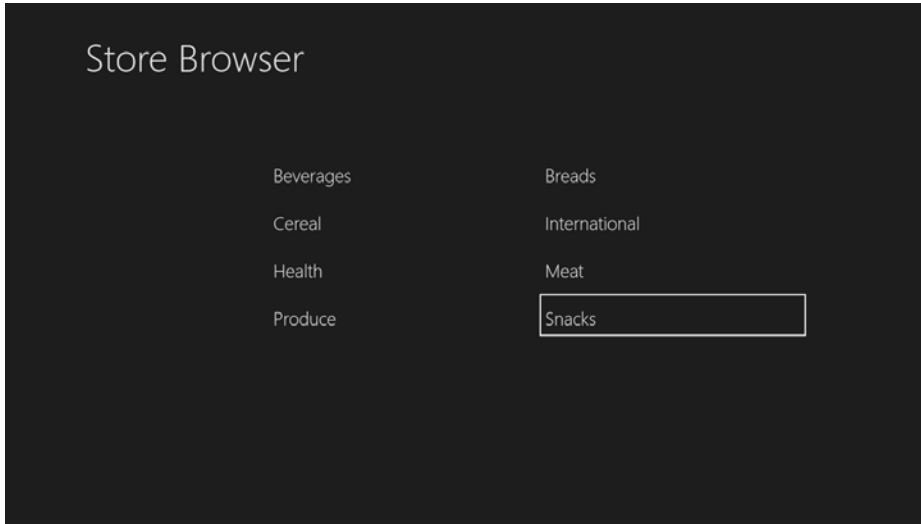 Store Browser
Beverages Breads
Cereal International
Health Meat
Produce Snacks